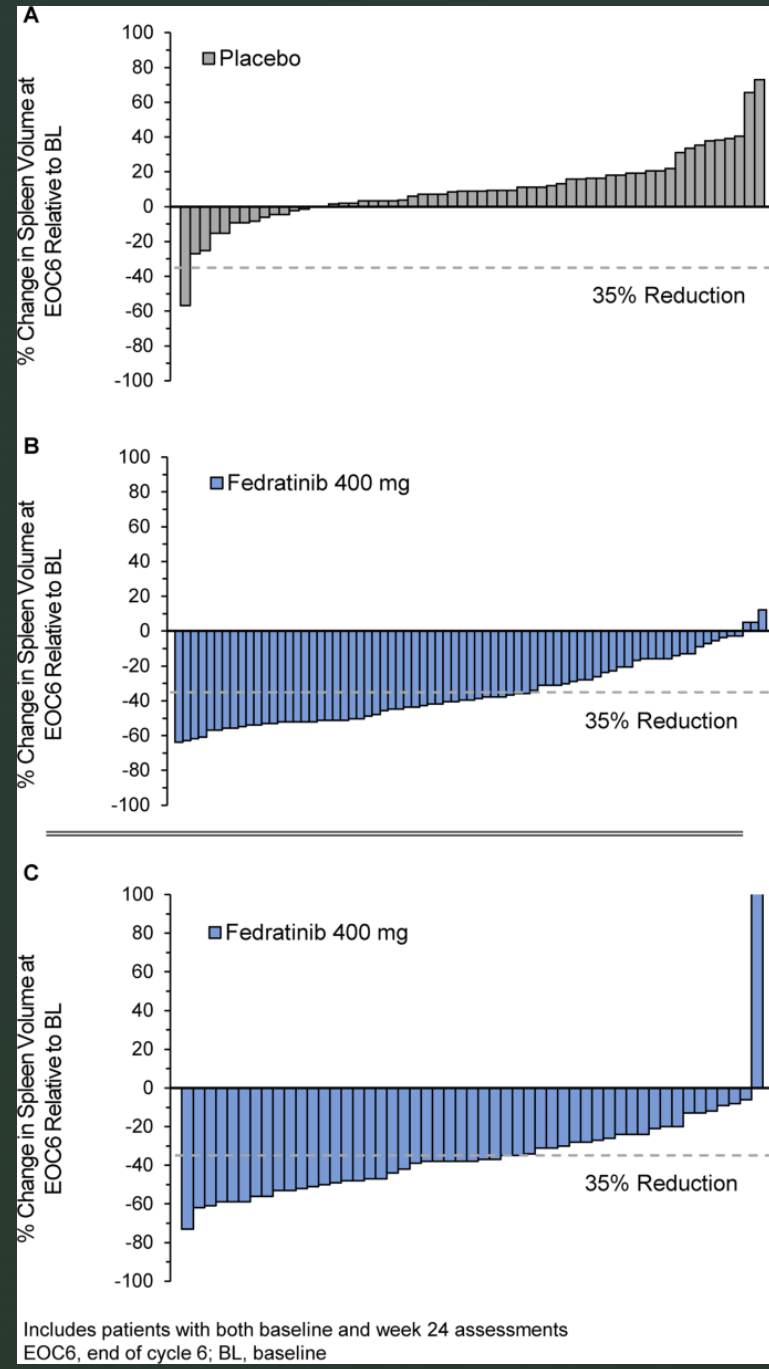 A
% Change in Spleen Volume at
EOC6 Relative to BL
100
80
60
40
20
0
-20
-40
-60
-80
-100
Placebo
35% Reduction
B
% Change in Spleen Volume at
EOC6 Relative to BL
100
80
60
40
20
0
-20
-40
-60
-80
-100
Fedratinib 400 mg
35% Reduction
C
% Change in Spleen Volume at
EOC6 Relative to BL
100
80
60
40
20
0
-20
-40
-60
-80
-100
Fedratinib 400 mg
35% Reduction
Includes patients with both baseline and week 24 assessments
EOC6, end of cycle 6; BL, baseline